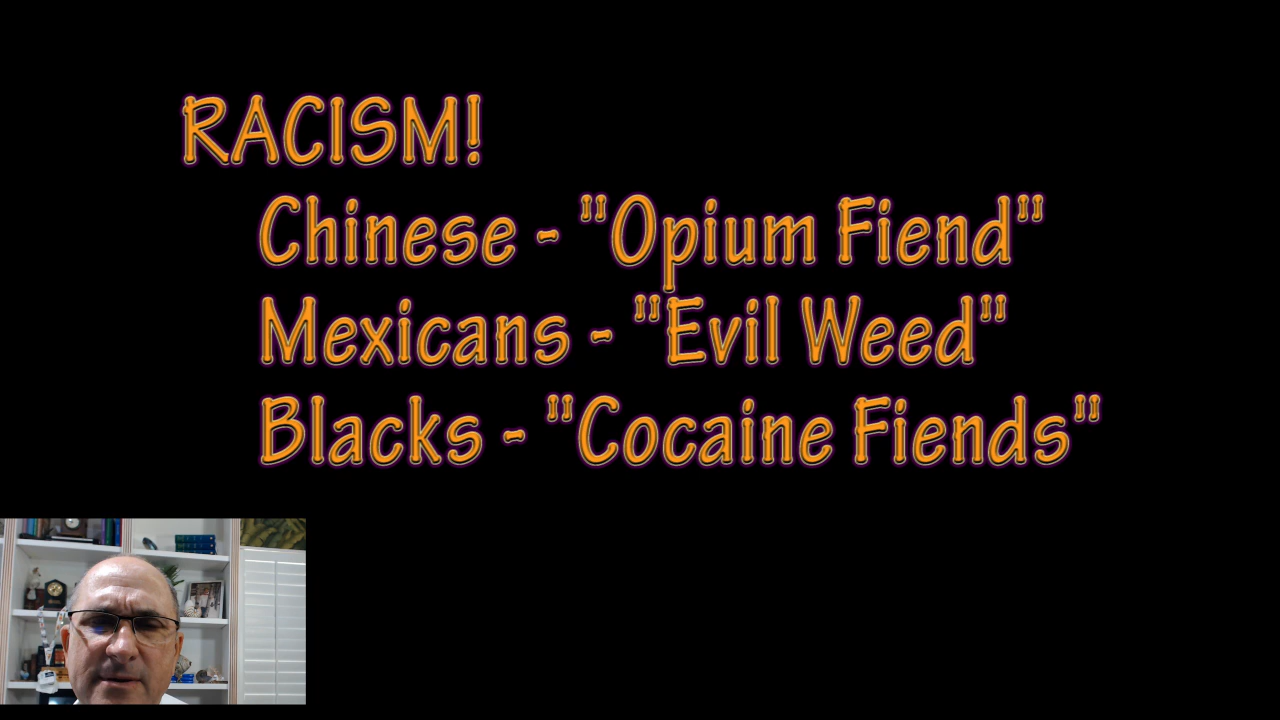 RACISM!
Chinese - "Opium Fiend"
Mexicans - "Evil Weed"
Blacks - "Cocaine Fiends"